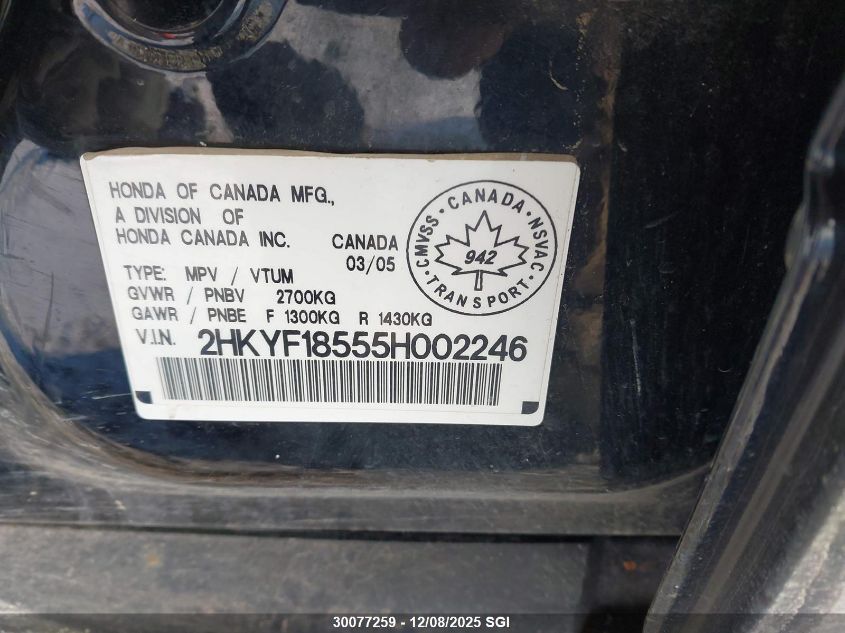 HONDA OF CANADA MFG.,
A DIVISION OF
HONDA CANADA INC.
CANADA
03/05
TYPE: MPV / VTUM
GVWR / PNBV 2700KG
GAWR / PNBE F 1300KG R 1430KG
V.I.N. 2HKYF18555H002246
CMVSS · CANADA · NSVAC
942
· TRANSPORT ·
30077259 - 12/08/2025 SGI